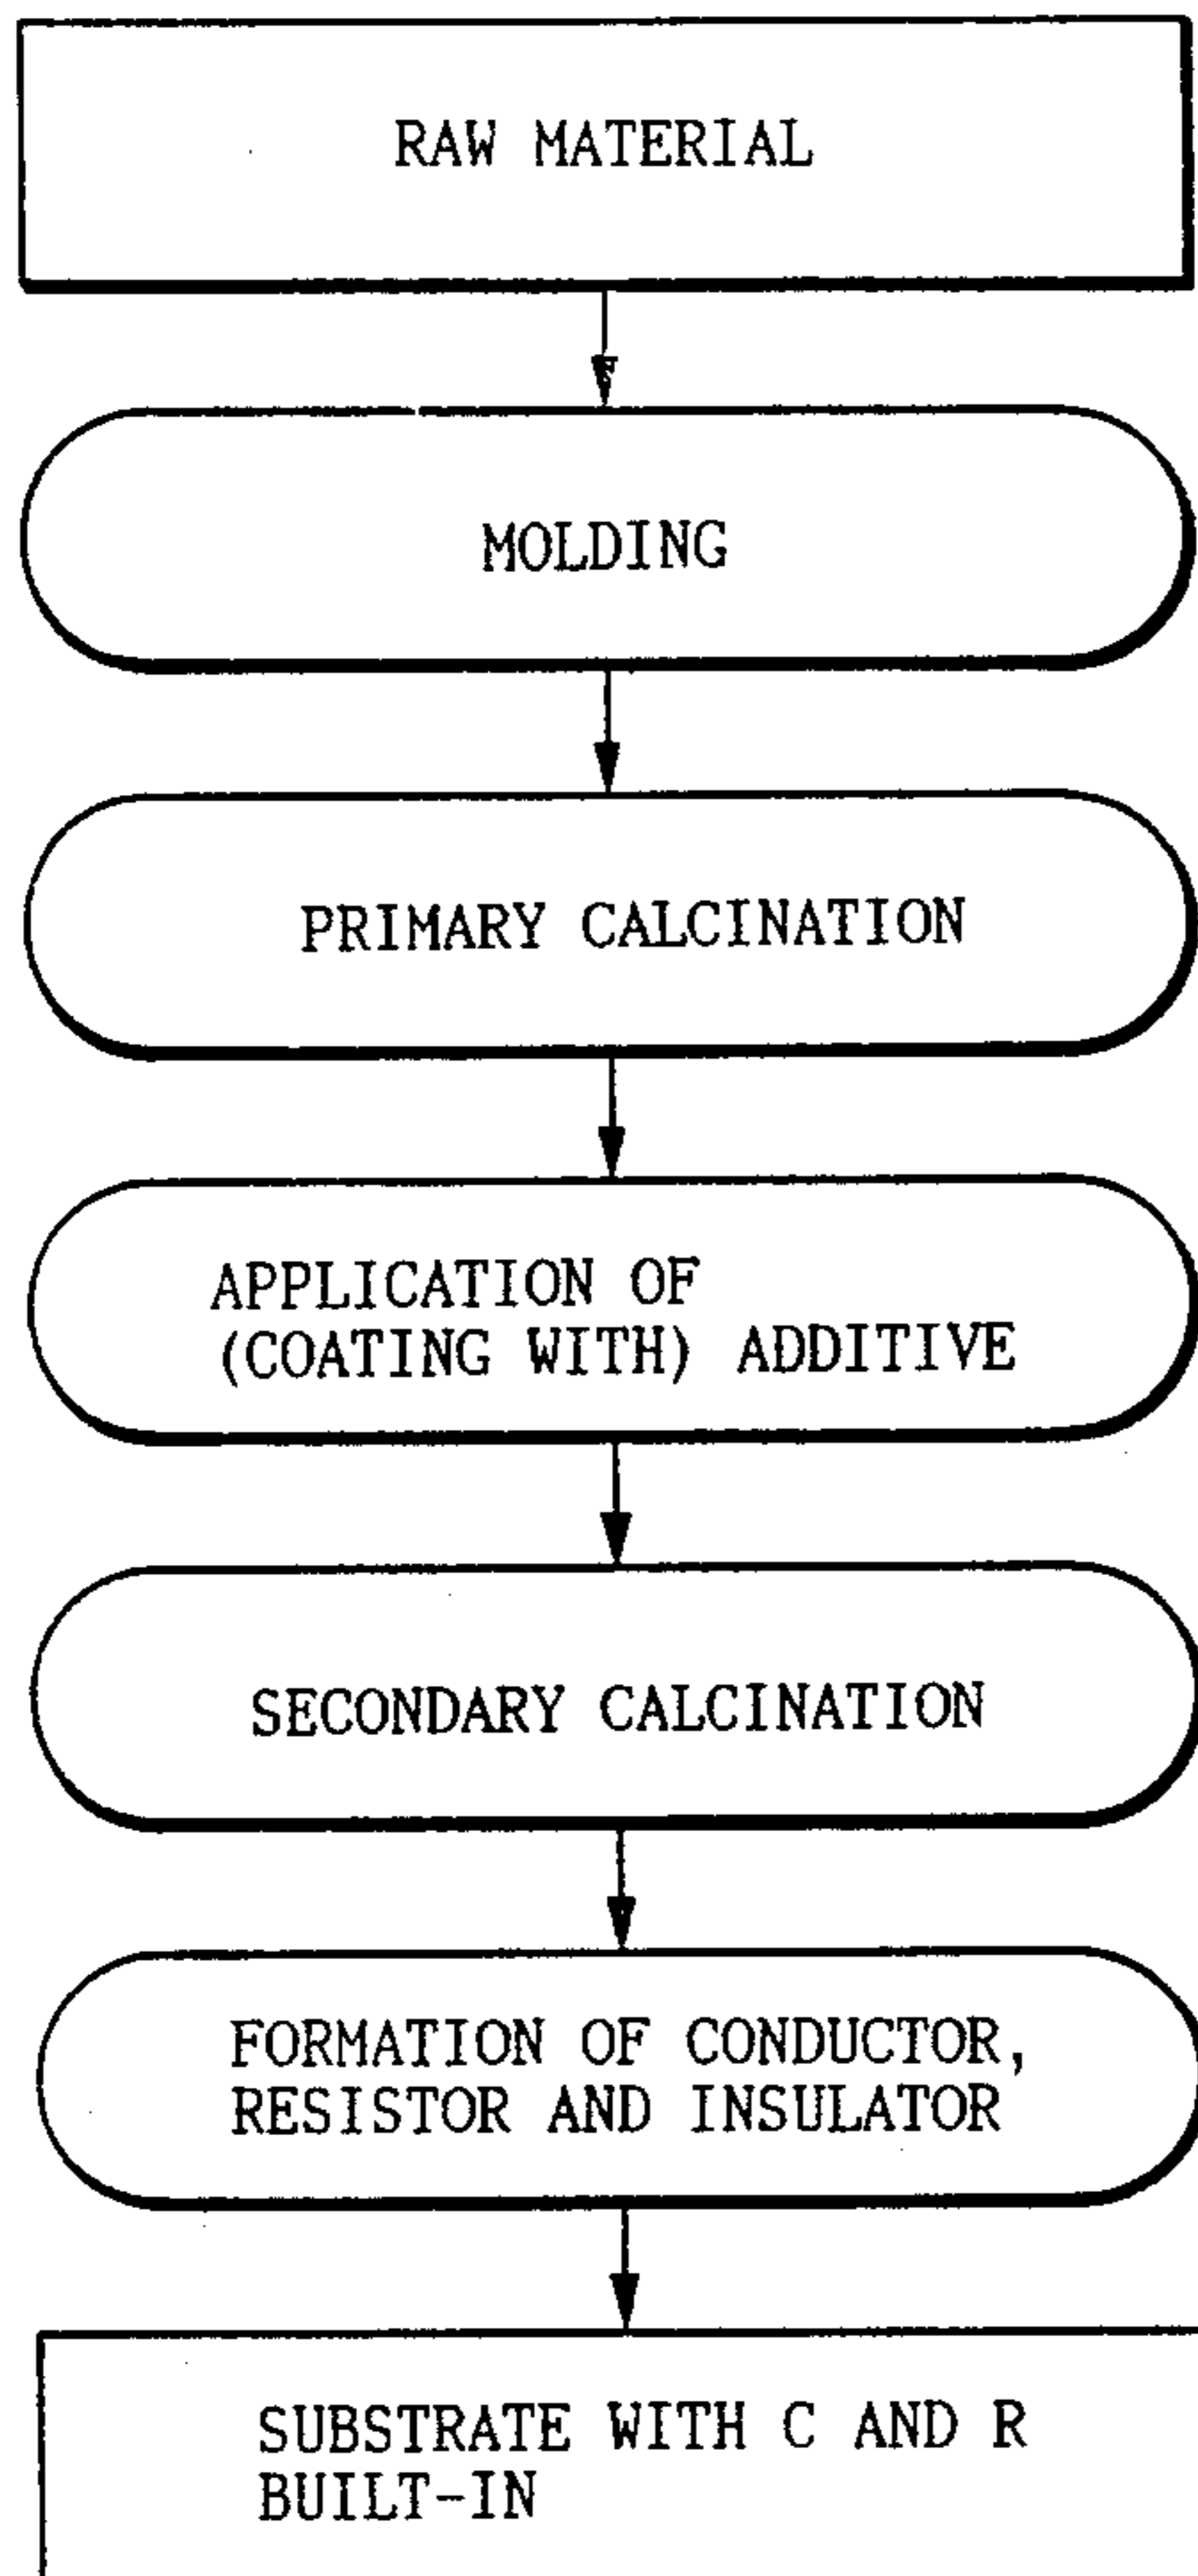 RAW MATERIAL
MOLDING
PRIMARY CALCINATION
APPLICATION OF
(COATING WITH) ADDITIVE
SECONDARY CALCINATION
FORMATION OF CONDUCTOR,
RESISTOR AND INSULATOR
SUBSTRATE WITH C AND R
BUILT-IN